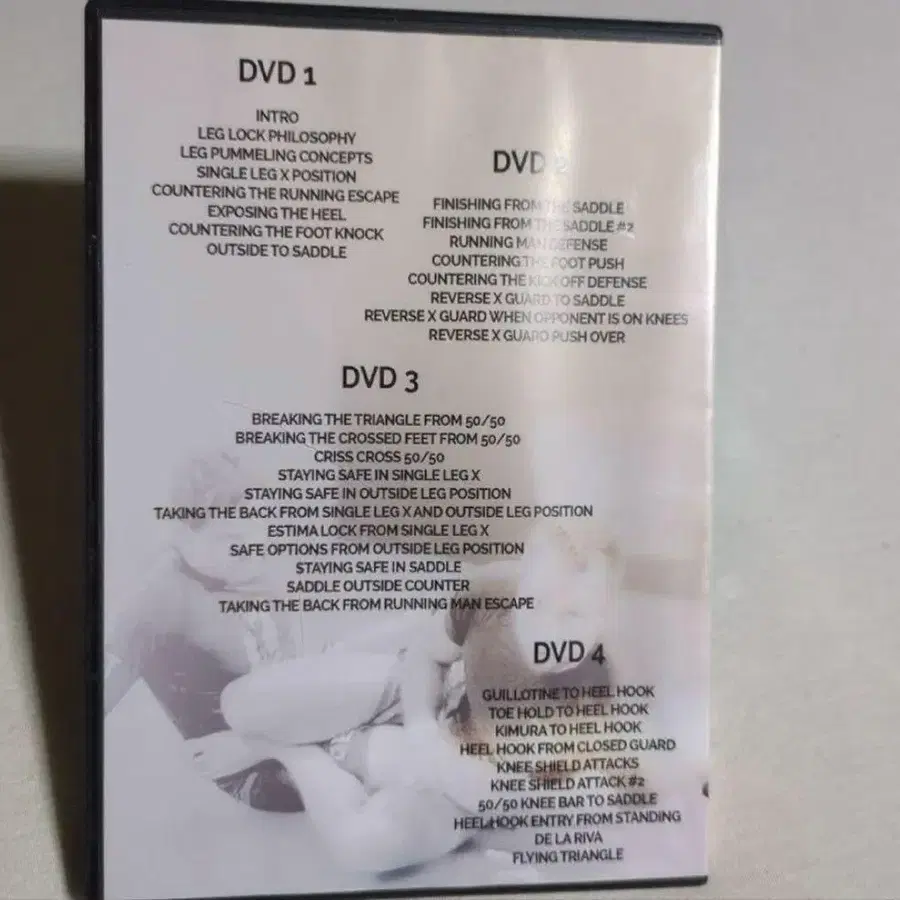 DVD 1
INTRO
LEG LOCK PHILOSOPHY
LEG PUMMELING CONCEPTS
SINGLE LEG X POSITION
COUNTERING THE RUNNING ESCAPE
EXPOSING THE HEEL
COUNTERING THE FOOT KNOCK
OUTSIDE TO SADDLE
DVD 2
FINISHING FROM THE SADDLE
FINISHING FROM THE SADDLE #2
RUNNING MAN DEFENSE
COUNTERING THE FOOT PUSH
COUNTERING THE KICK OFF DEFENSE
REVERSE X GUARD TO SADDLE
REVERSE X GUARD WHEN OPPONENT IS ON KNEES
REVERSE X GUARD PUSH OVER
DVD 3
BREAKING THE TRIANGLE FROM 50/50
BREAKING THE CROSSED FEET FROM 50/50
CRISS CROSS 50/50
STAYING SAFE IN SINGLE LEG X
STAYING SAFE IN OUTSIDE LEG POSITION
TAKING THE BACK FROM SINGLE LEG X AND OUTSIDE LEG POSITION
ESTIMA LOCK FROM SINGLE LEG X
SAFE OPTIONS FROM OUTSIDE LEG POSITION
STAYING SAFE IN SADDLE
SADDLE OUTSIDE COUNTER
TAKING THE BACK FROM RUNNING MAN ESCAPE
DVD 4
GUILLOTINE TO HEEL HOOK
TOE HOLD TO HEEL HOOK
KIMURA TO HEEL HOOK
HEEL HOOK FROM CLOSED GUARD
KNEE SHIELD ATTACKS
KNEE SHIELD ATTACK #2
50/50 KNEE BAR TO SADDLE
HEEL HOOK ENTRY FROM STANDING
DE LA RIVA
FLYING TRIANGLE